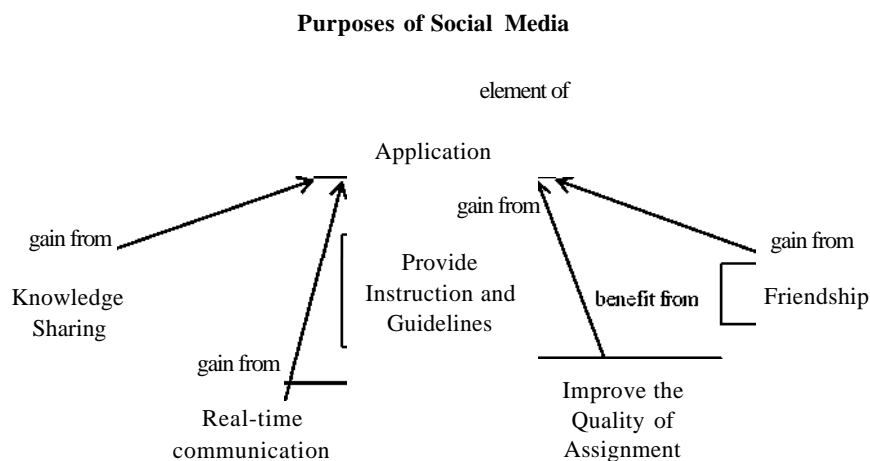 Purposes of Social Media
element of
Application
gain from
gain from
gain from
Knowledge
Sharing
Provide
Instruction and
Guidelines
benefit from
Friendship
gain from
Real-time
communication
Improve the
Quality of
Assignment